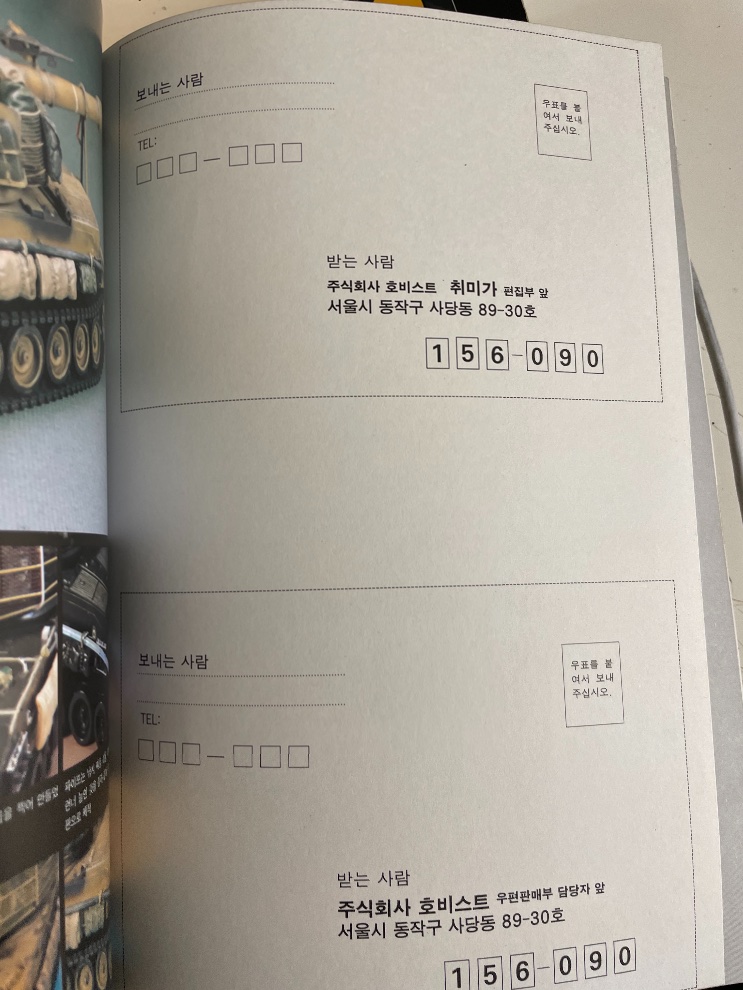 보내는 사람
우표를 붙
여서 보내
주십시오.
TEL:
받는 사람
주식회사 호비스트 취미가 편집부 앞
서울시 동작구 사당동 89-30호
156-090
보내는 사람
우표를 붙
여서 보내
주십시오.
TEL:
받는 사람
주식회사 호비스트 우편판매부 담당자 앞
서울시 동작구 사당동 89-30호
156-090
찍어 만들었